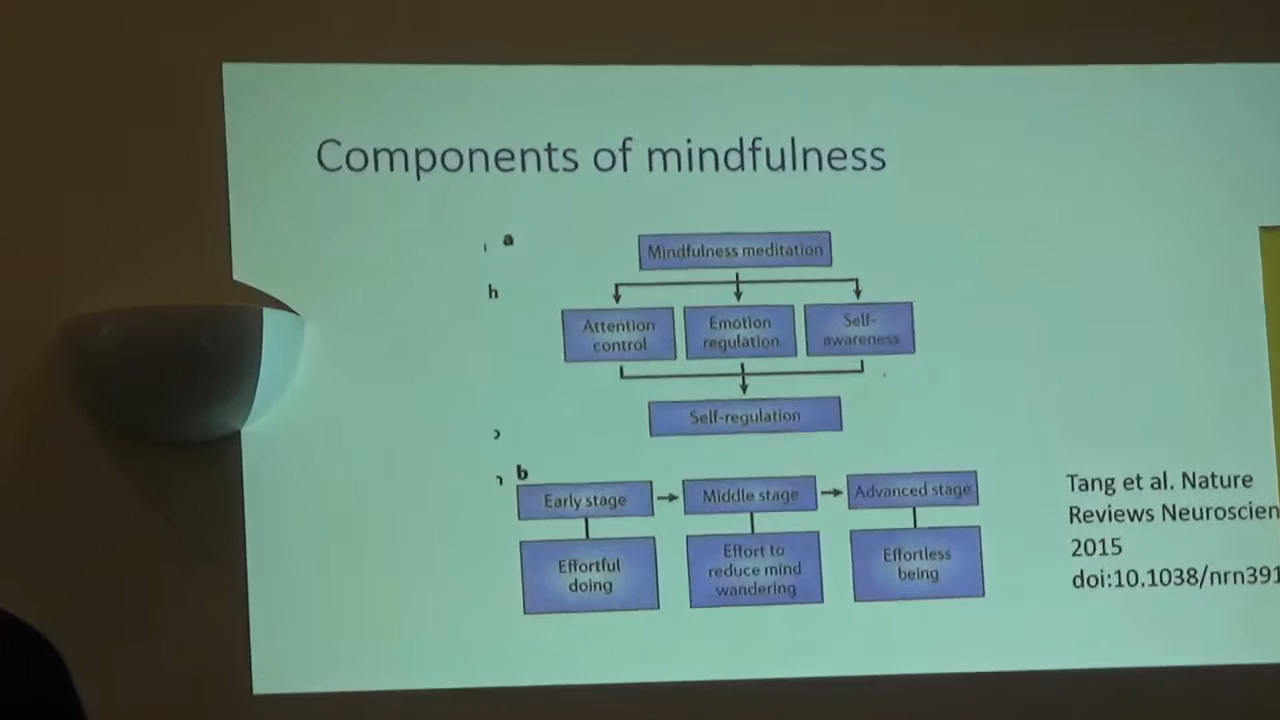 Components of mindfulness
a
h
Mindfulness meditation
Attention
control
Emotion
regulation
Self-
awareness
Self-regulation
b
Early stage
Middle stage
Advanced stage
Effortful
doing
Effort to
reduce mind
wandering
Effortless
being
Tang et al. Nature
Reviews Neuroscien
2015
doi:10.1038/nrn391